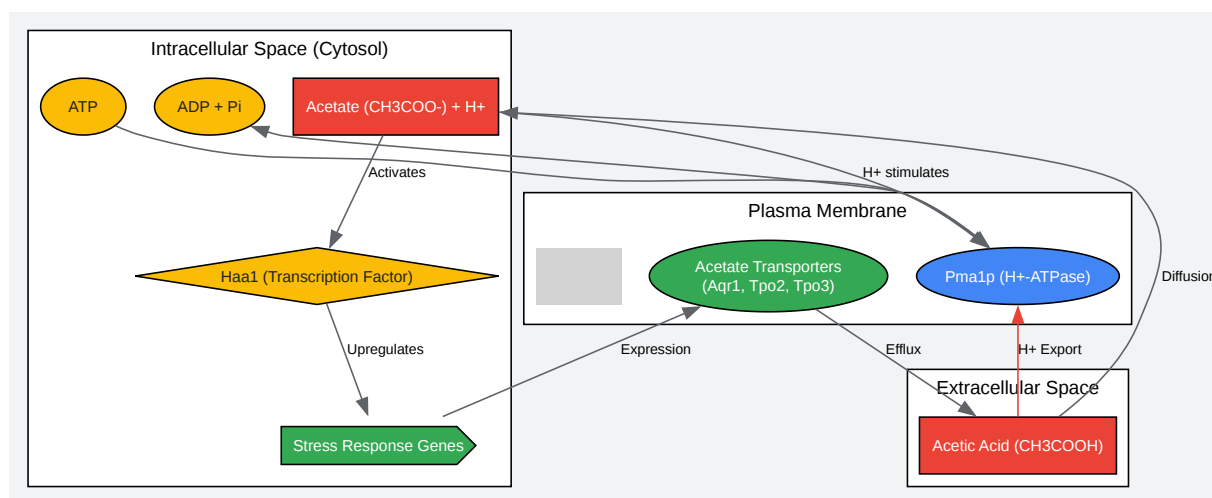 Intracellular Space (Cytosol)
ATP
ADP + Pi
Acetate (CH3COO-) + H+
Activates
H+ stimulates
Plasma Membrane
Haa1 (Transcription Factor)
Acetate Transporters
(Aqr1, Tpo2, Tpo3)
Pma1p (H+-ATPase)
Diffusion
Upregulates
Expression
Efflux
H+ Export
Extracellular Space
Stress Response Genes
Acetic Acid (CH3COOH)